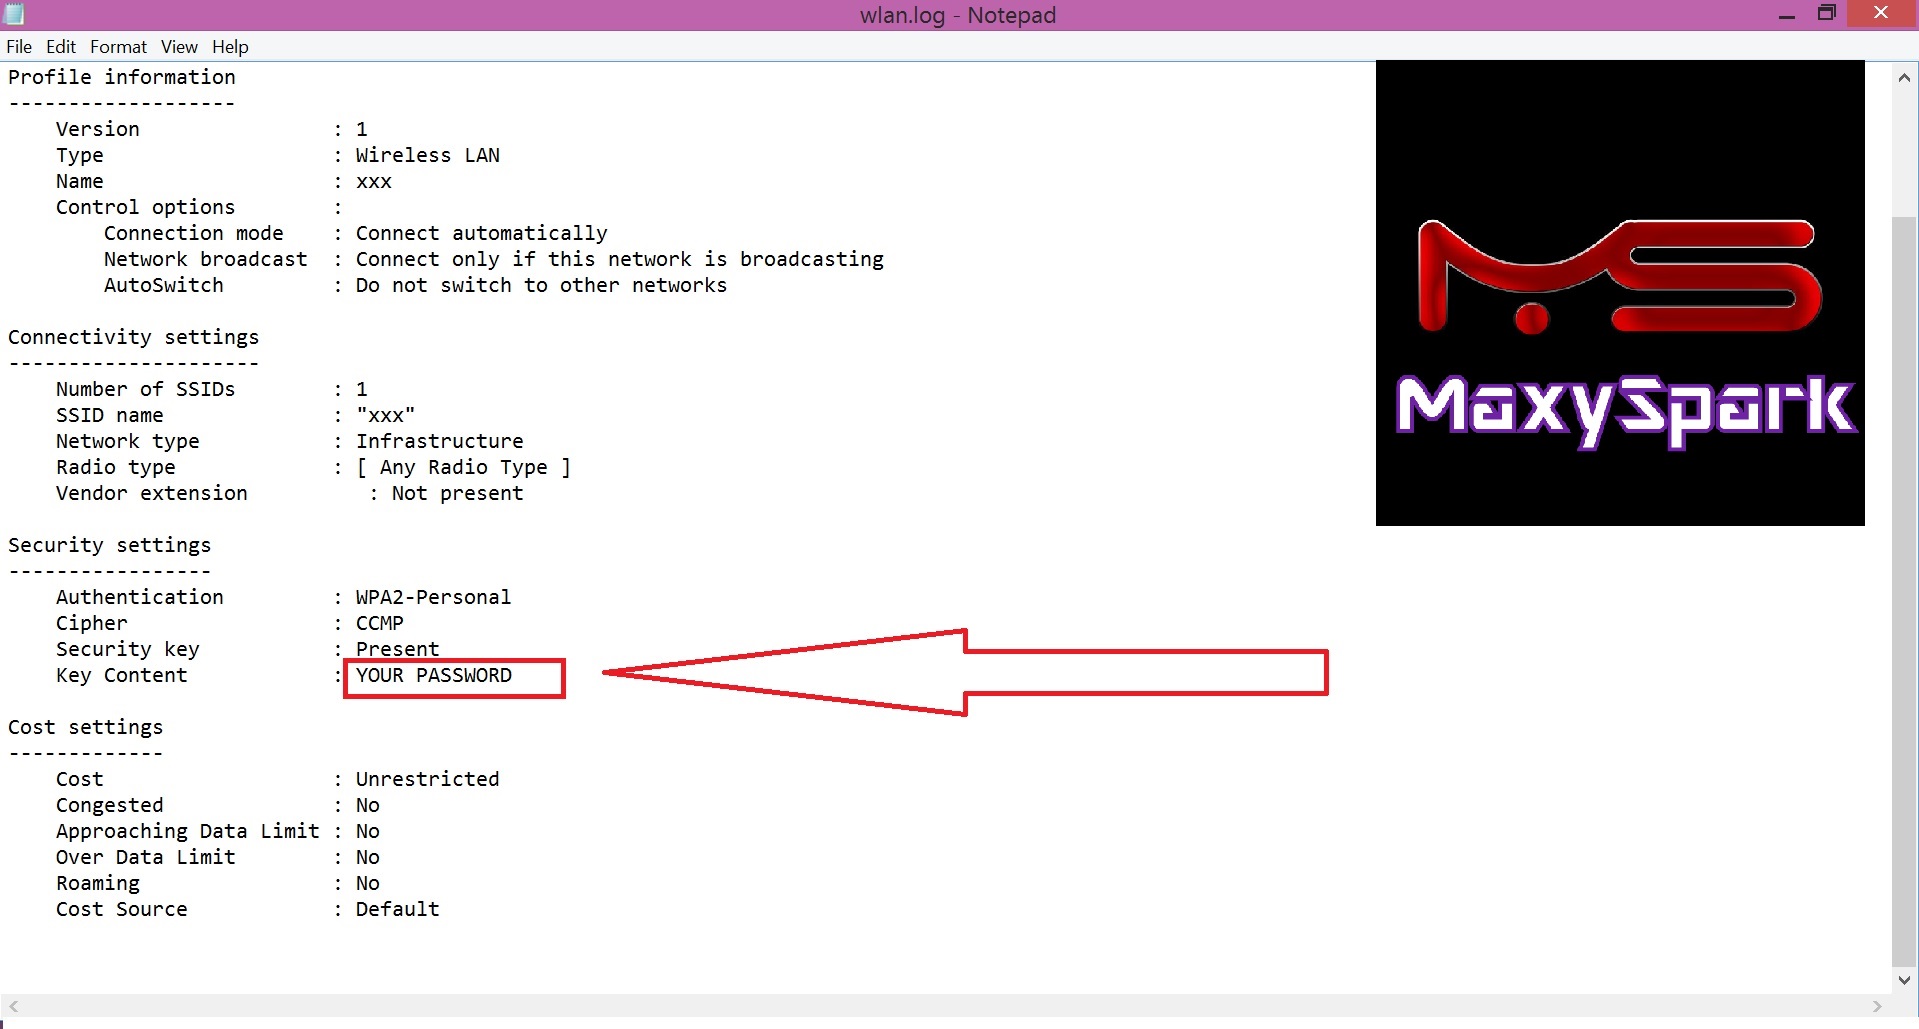 wlan.log - Notepad
File Edit Format View Help
Profile information
-------------------
Version : 1
Type : Wireless LAN
Name : xxx
Control options :
Connection mode : Connect automatically
Network broadcast : Connect only if this network is broadcasting
AutoSwitch : Do not switch to other networks
Connectivity settings
---------------------
Number of SSIDs : 1
SSID name : "xxx"
Network type : Infrastructure
Radio type : [ Any Radio Type ]
Vendor extension : Not present
Security settings
-----------------
Authentication : WPA2-Personal
Cipher : CCMP
Security key : Present
Key Content : YOUR PASSWORD
Cost settings
-------------
Cost : Unrestricted
Congested : No
Approaching Data Limit : No
Over Data Limit : No
Roaming : No
Cost Source : Default
MS
MaxySpark